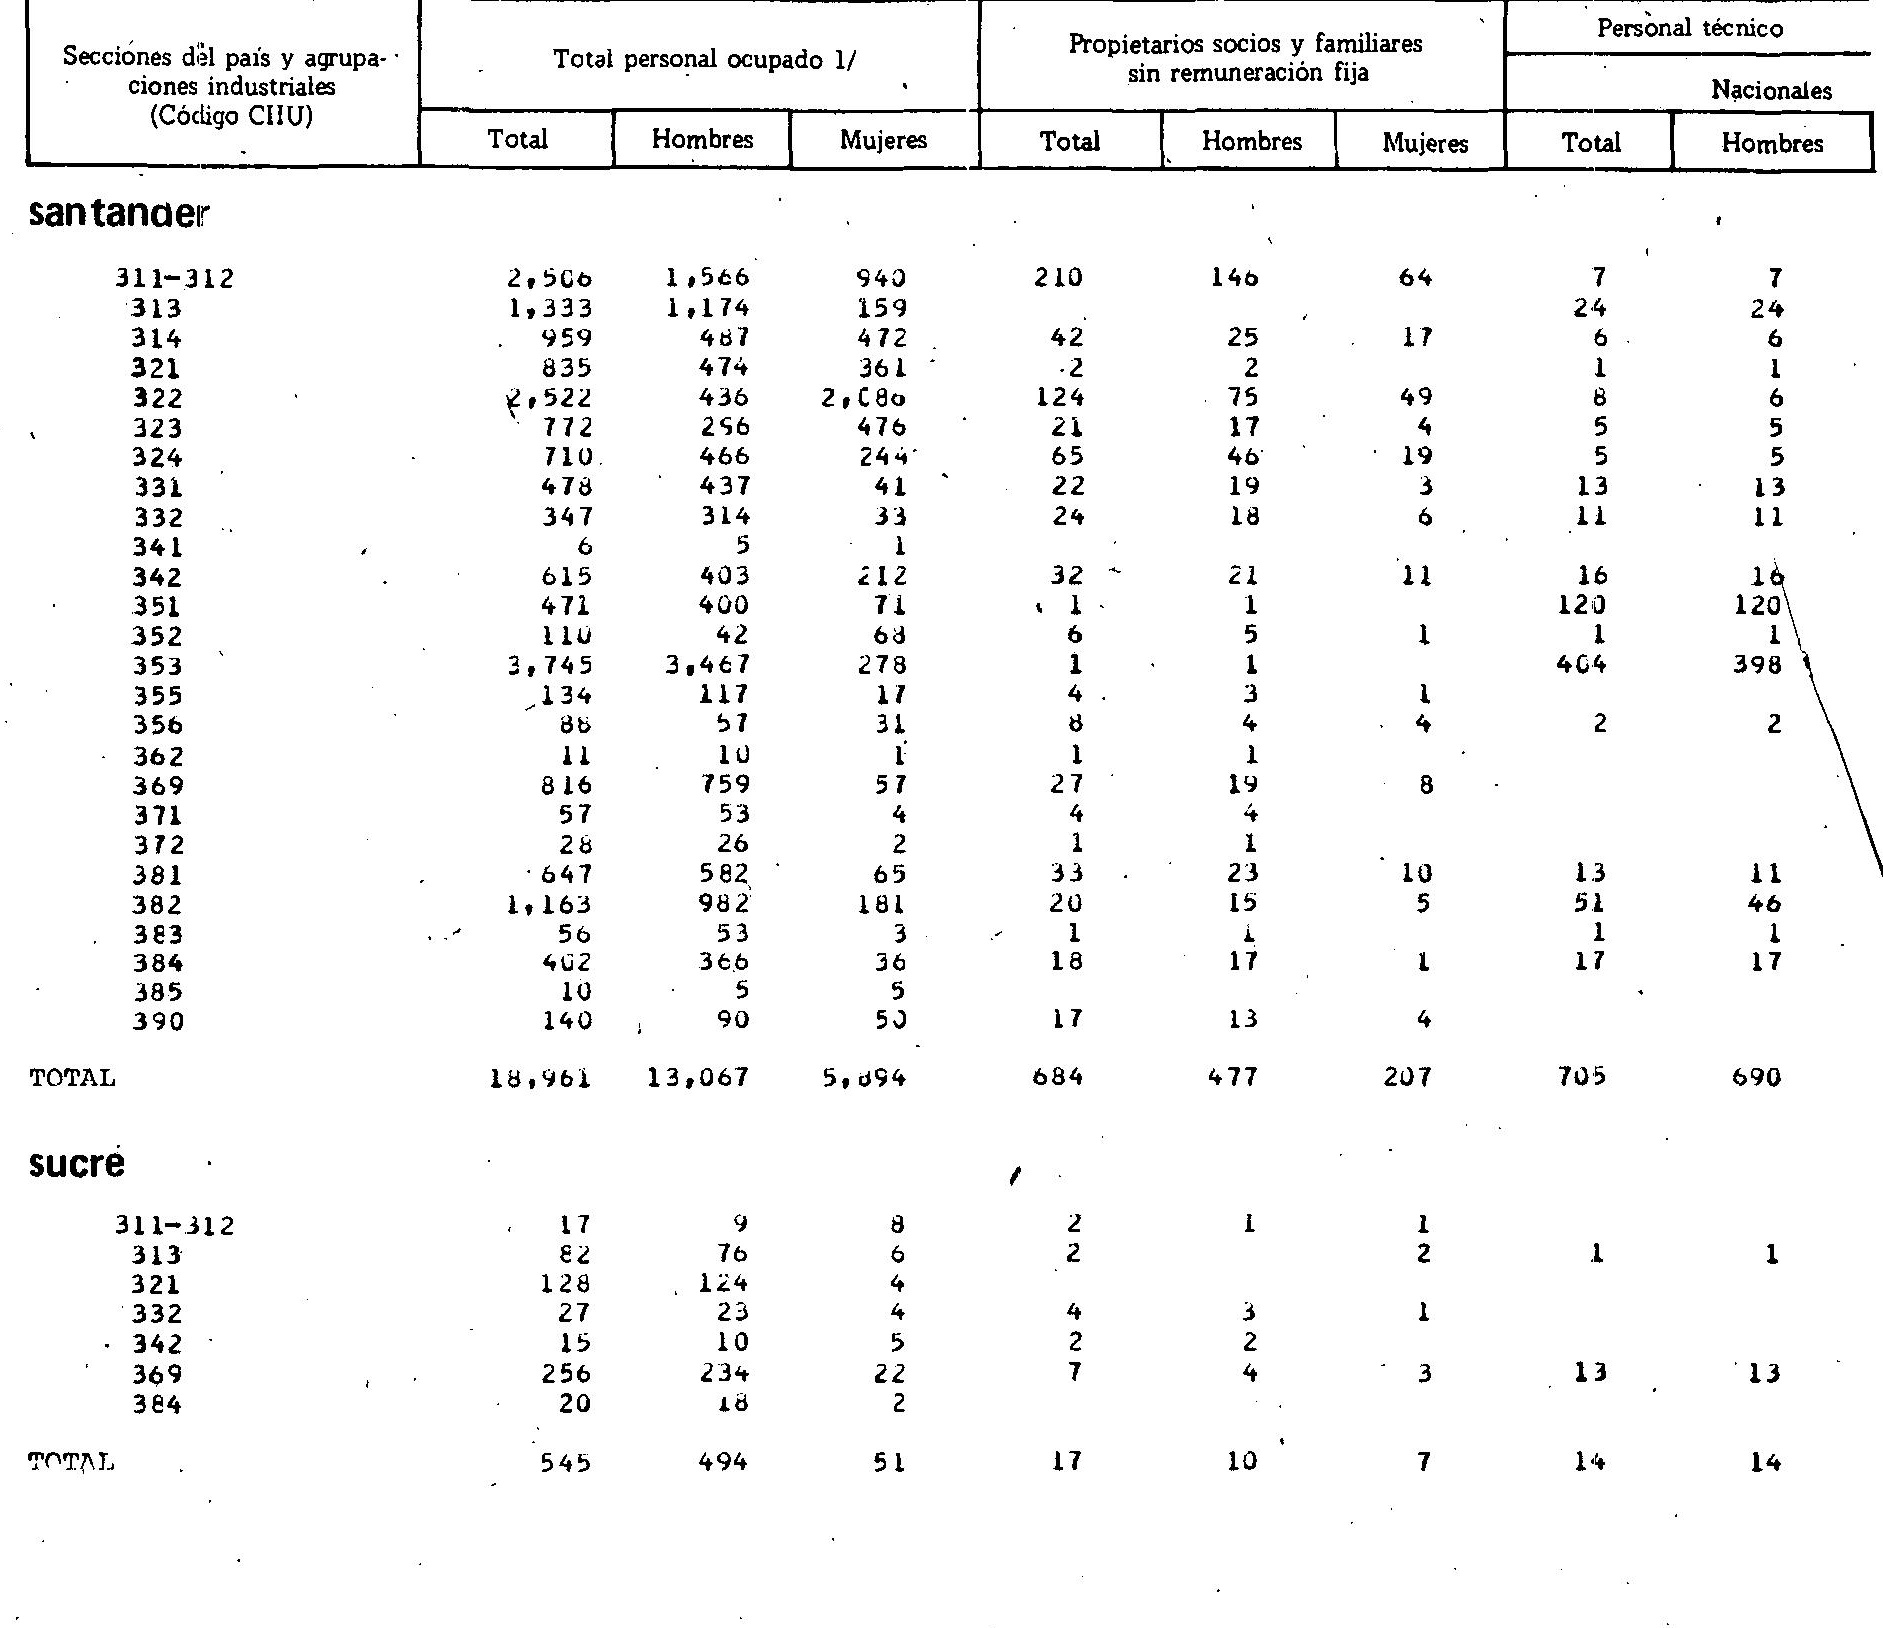 Secciones del país y agrupa-
ciones industriales
(Código CIIU)
Total personal ocupado 1/
Propietarios socios y familiares
sin remuneración fija
Personal técnico
Nacionales
Total Hombres Mujeres Total Hombres Mujeres Total Hombres
santander
311-312 2,506 1,566 940 210 146 64 7 7
313 1,333 1,174 159 24 24
314 959 487 472 42 25 17 6 6
321 835 474 361 2 2 1 1
322 2,522 436 2,086 124 75 49 8 6
323 772 296 476 21 17 4 5 5
324 710 466 244 65 46 19 5 5
331 478 437 41 22 19 3 13 13
332 347 314 33 24 18 6 11 11
341 6 5 1
342 615 403 212 32 21 11 16 16
351 471 400 71 1 1 120 120
352 110 42 68 6 5 1 1 1
353 3,745 3,467 278 1 1 404 398
355 134 117 17 4 3 1
356 88 57 31 8 4 4 2 2
362 11 10 1 1 1
369 816 759 57 27 19 8
371 57 53 4 4 4
372 28 26 2 1 1
381 647 582 65 33 23 10 13 11
382 1,163 982 181 20 15 5 51 46
383 56 53 3 1 1 1 1
384 402 366 36 18 17 1 17 17
385 10 5 5
390 140 90 50 17 13 4
TOTAL 18,961 13,067 5,894 684 477 207 705 690
sucre
311-312 17 9 8 2 1 1
313 82 76 6 2 2 1 1
321 128 124 4
332 27 23 4 4 3 1
342 15 10 5 2 2
369 256 234 22 7 4 3 13 13
384 20 18 2
TOTAL 545 494 51 17 10 7 14 14